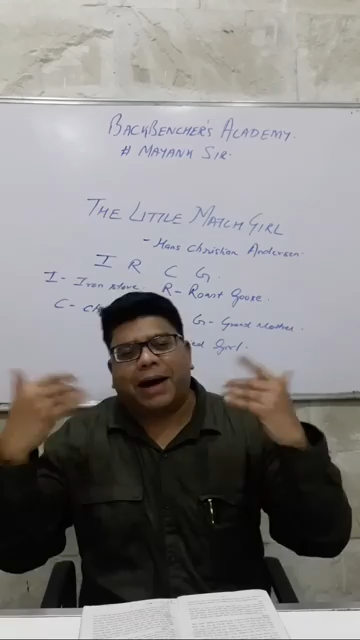 BACKBENCHER'S ACADEMY.
# MAYANK SIR.
THE LITTLE MATCH GIRL
- Hans Christian Andersen.
I R C G.
I - Iron stove. R - Roast Goose.
C - G - Grand Mother.